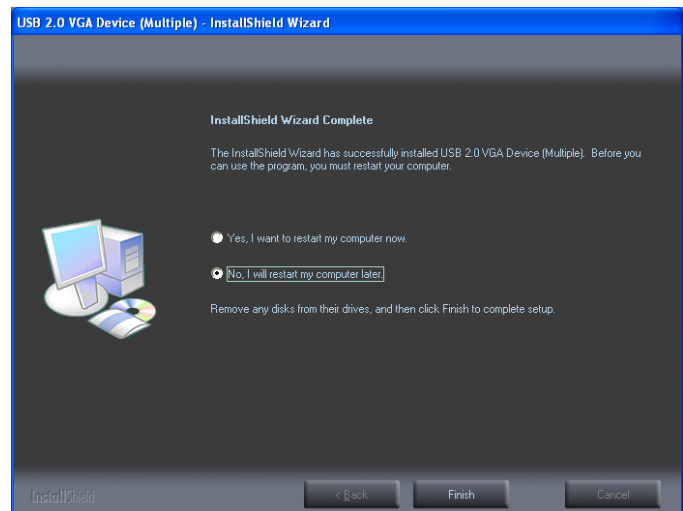 USB 2.0 VGA Device (Multiple) - InstallShield Wizard
InstallShield Wizard Complete
The InstallShield Wizard has successfully installed USB 2.0 VGA Device (Multiple). Before you
can use the program, you must restart your computer.
Yes, I want to restart my computer now.
No, I will restart my computer later.
Remove any disks from their drives, and then click Finish to complete setup.
InstallShield
< Back
Finish
Cancel